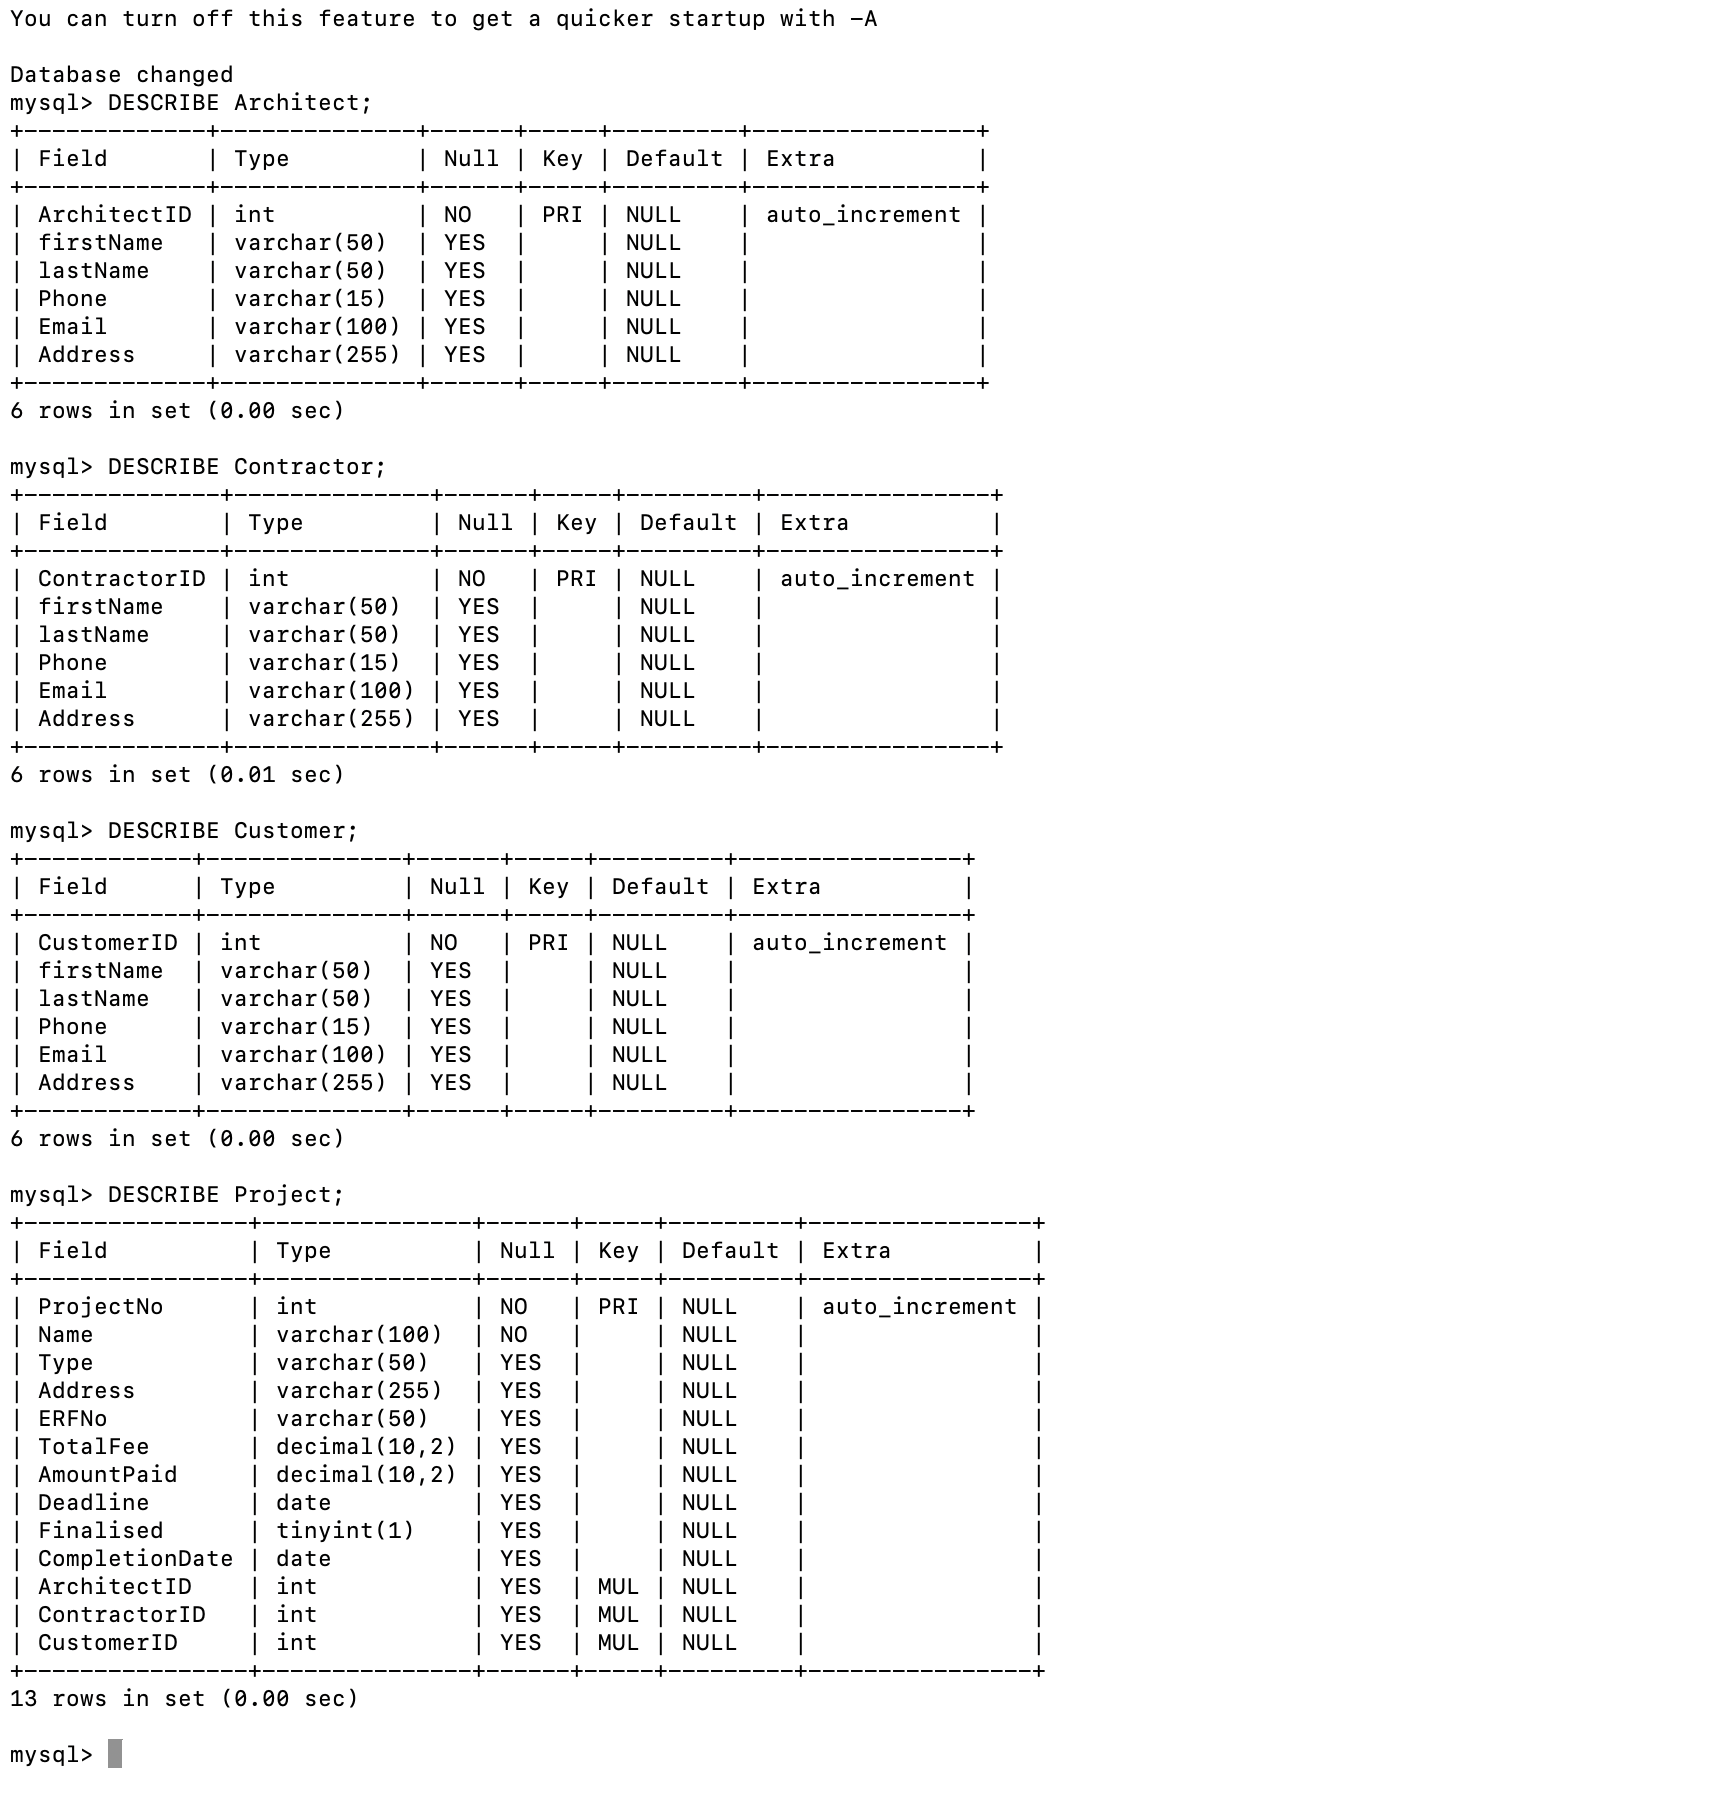 You can turn off this feature to get a quicker startup with -A

Database changed
mysql> DESCRIBE Architect;
+-------------+--------------+------+-----+---------+----------------+
| Field       | Type         | Null | Key | Default | Extra          |
+-------------+--------------+------+-----+---------+----------------+
| ArchitectID | int          | NO   | PRI | NULL    | auto_increment |
| firstName   | varchar(50)  | YES  |     | NULL    |                |
| lastName    | varchar(50)  | YES  |     | NULL    |                |
| Phone       | varchar(15)  | YES  |     | NULL    |                |
| Email       | varchar(100) | YES  |     | NULL    |                |
| Address     | varchar(255) | YES  |     | NULL    |                |
+-------------+--------------+------+-----+---------+----------------+
6 rows in set (0.00 sec)

mysql> DESCRIBE Contractor;
+--------------+--------------+------+-----+---------+----------------+
| Field        | Type         | Null | Key | Default | Extra          |
+--------------+--------------+------+-----+---------+----------------+
| ContractorID | int          | NO   | PRI | NULL    | auto_increment |
| firstName    | varchar(50)  | YES  |     | NULL    |                |
| lastName     | varchar(50)  | YES  |     | NULL    |                |
| Phone        | varchar(15)  | YES  |     | NULL    |                |
| Email        | varchar(100) | YES  |     | NULL    |                |
| Address      | varchar(255) | YES  |     | NULL    |                |
+--------------+--------------+------+-----+---------+----------------+
6 rows in set (0.01 sec)

mysql> DESCRIBE Customer;
+------------+--------------+------+-----+---------+----------------+
| Field      | Type         | Null | Key | Default | Extra          |
+------------+--------------+------+-----+---------+----------------+
| CustomerID | int          | NO   | PRI | NULL    | auto_increment |
| firstName  | varchar(50)  | YES  |     | NULL    |                |
| lastName   | varchar(50)  | YES  |     | NULL    |                |
| Phone      | varchar(15)  | YES  |     | NULL    |                |
| Email      | varchar(100) | YES  |     | NULL    |                |
| Address    | varchar(255) | YES  |     | NULL    |                |
+------------+--------------+------+-----+---------+----------------+
6 rows in set (0.00 sec)

mysql> DESCRIBE Project;
+----------------+---------------+------+-----+---------+----------------+
| Field          | Type          | Null | Key | Default | Extra          |
+----------------+---------------+------+-----+---------+----------------+
| ProjectNo      | int           | NO   | PRI | NULL    | auto_increment |
| Name           | varchar(100)  | NO   |     | NULL    |                |
| Type           | varchar(50)   | YES  |     | NULL    |                |
| Address        | varchar(255)  | YES  |     | NULL    |                |
| ERFNo          | varchar(50)   | YES  |     | NULL    |                |
| TotalFee       | decimal(10,2) | YES  |     | NULL    |                |
| AmountPaid     | decimal(10,2) | YES  |     | NULL    |                |
| Deadline       | date          | YES  |     | NULL    |                |
| Finalised      | tinyint(1)    | YES  |     | NULL    |                |
| CompletionDate | date          | YES  |     | NULL    |                |
| ArchitectID    | int           | YES  | MUL | NULL    |                |
| ContractorID   | int           | YES  | MUL | NULL    |                |
| CustomerID     | int           | YES  | MUL | NULL    |                |
+----------------+---------------+------+-----+---------+----------------+
13 rows in set (0.00 sec)

mysql>